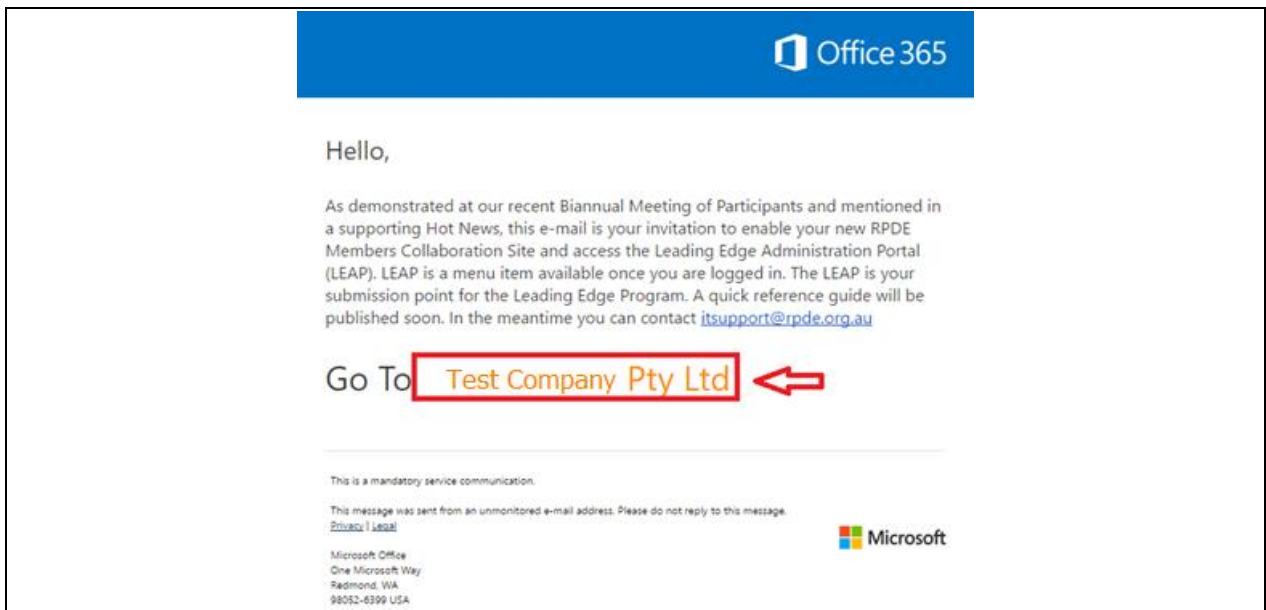 Office 365
Hello,
As demonstrated at our recent Biannual Meeting of Participants and mentioned in
a supporting Hot News, this e-mail is your invitation to enable your new RPDE
Members Collaboration Site and access the Leading Edge Administration Portal
(LEAP). LEAP is a menu item available once you are logged in. The LEAP is your
submission point for the Leading Edge Program. A quick reference guide will be
published soon. In the meantime you can contact itsupport@rpde.org.au
Go To Test Company Pty Ltd
This is a mandatory service communication.
This message was sent from an unmonitored e-mail address. Please do not reply to this message.
Privacy | Legal
Microsoft
Microsoft Office
One Microsoft Way
Redmond, WA
98052-6399 USA